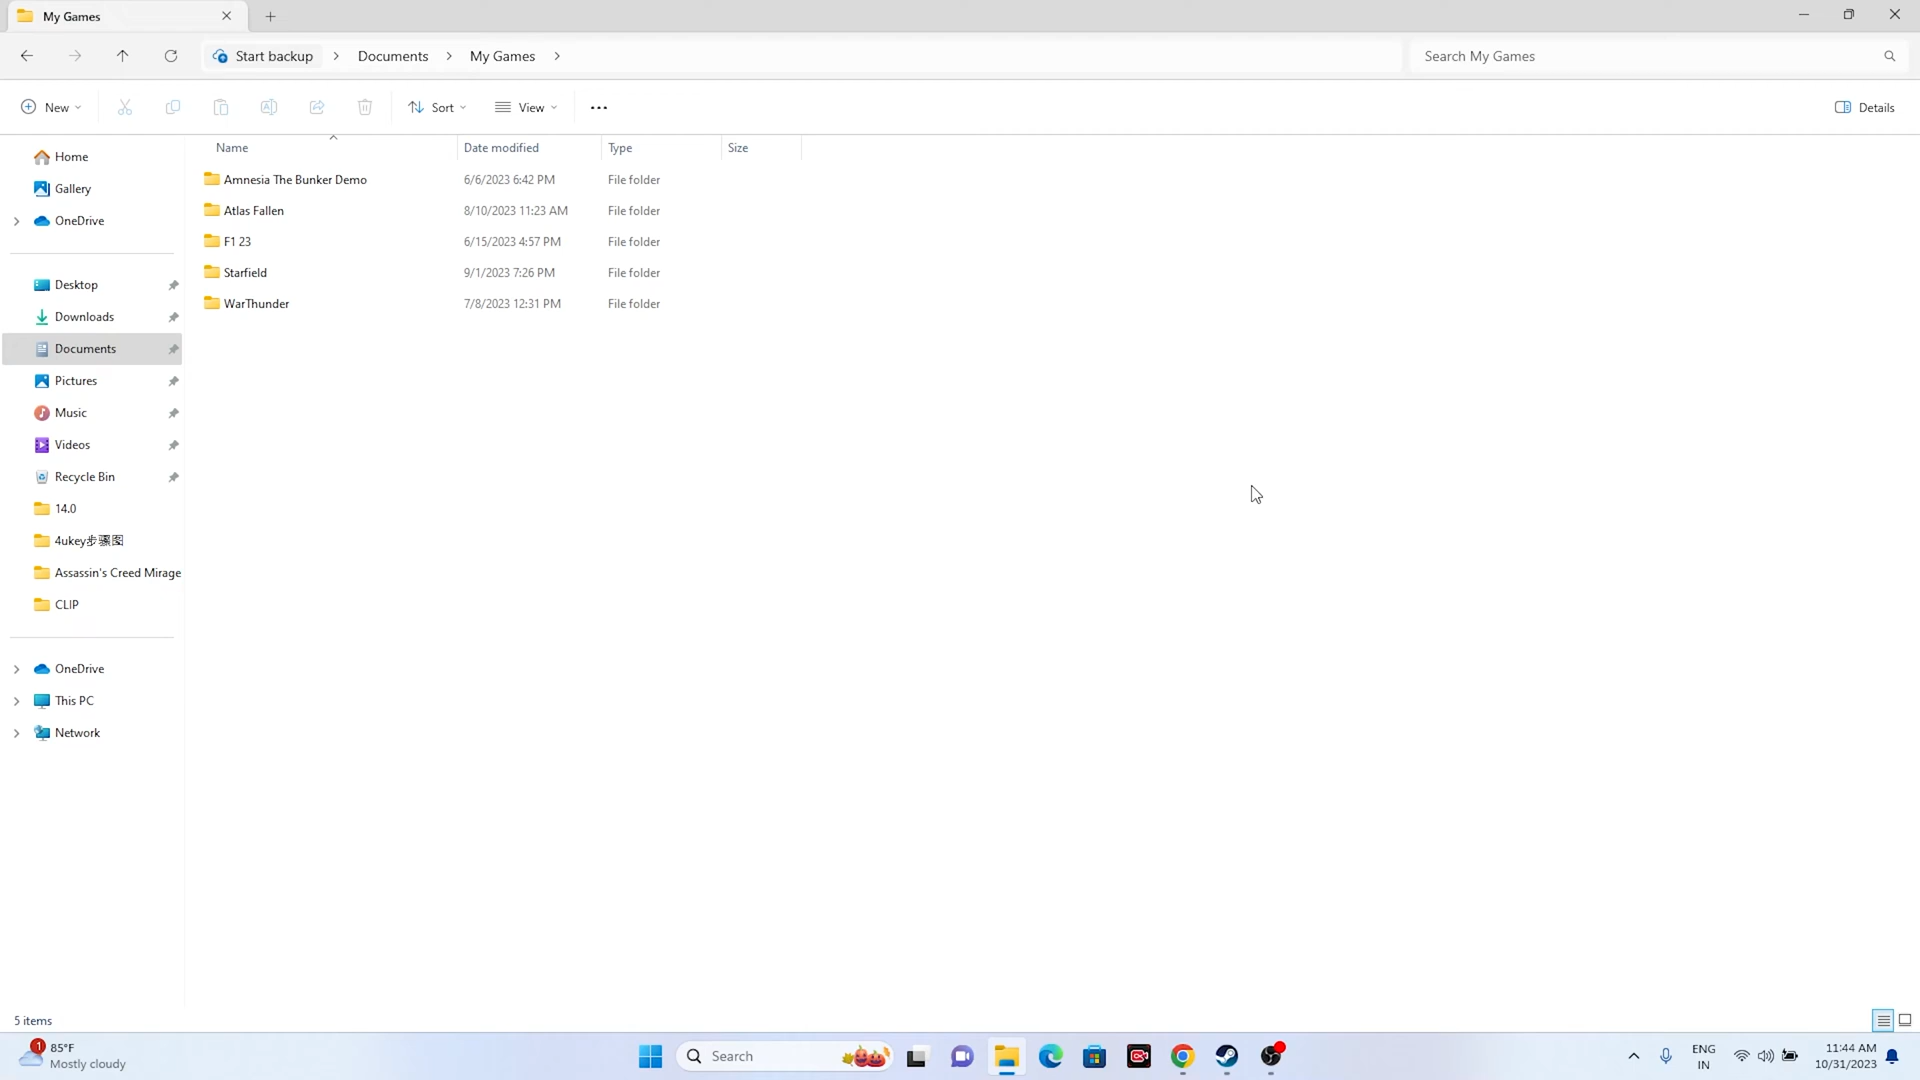 My Games
Start backup > Documents > My Games >
Search My Games
New
Sort
View
Details
Name Date modified Type Size
Amnesia The Bunker Demo 6/6/2023 6:42 PM File folder
Atlas Fallen 8/10/2023 11:23 AM File folder
F1 23 6/15/2023 4:57 PM File folder
Starfield 9/1/2023 7:26 PM File folder
WarThunder 7/8/2023 12:31 PM File folder
Home
Gallery
OneDrive
Desktop
Downloads
Documents
Pictures
Music
Videos
Recycle Bin
14.0
4ukey步骤图
Assassin's Creed Mirage
CLIP
OneDrive
This PC
Network
5 items
1
85°F
Mostly cloudy
Search
ENG
IN
11:44 AM
10/31/2023